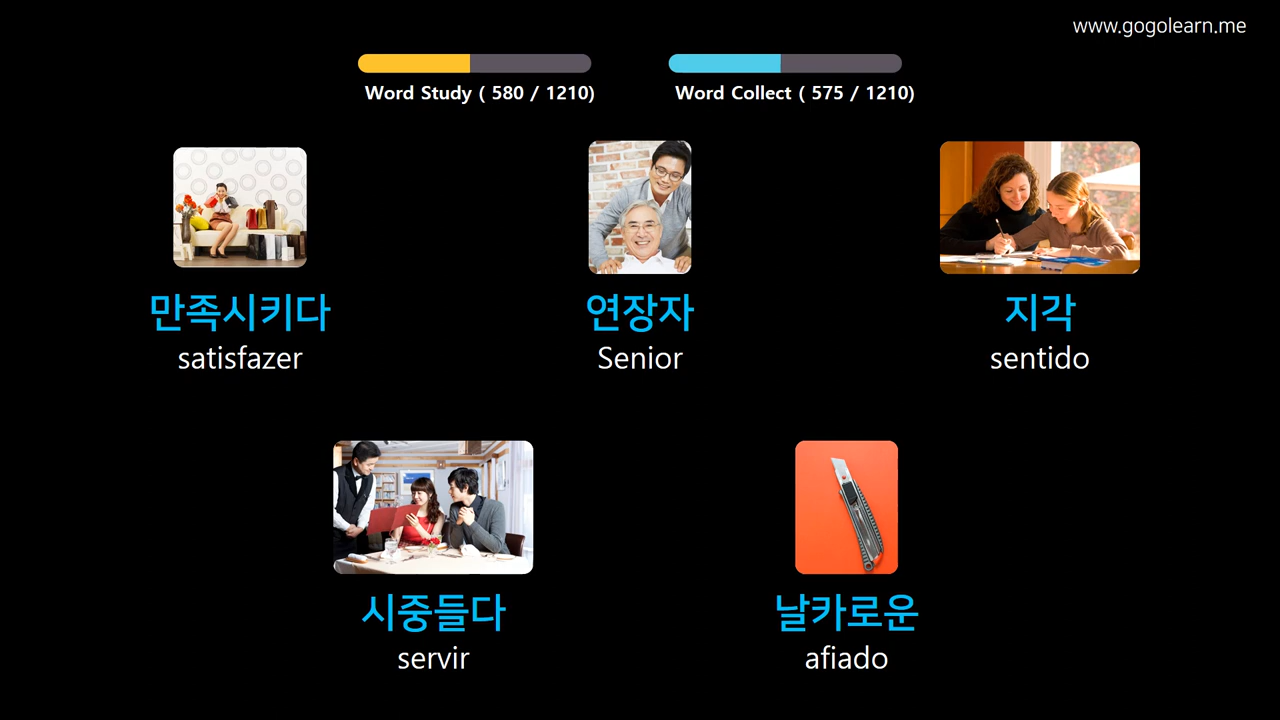 www.gogolearn.me
Word Study ( 580 / 1210)
Word Collect ( 575 / 1210)
만족시키다
satisfazer
연장자
Senior
지각
sentido
시중들다
servir
날카로운
afiado